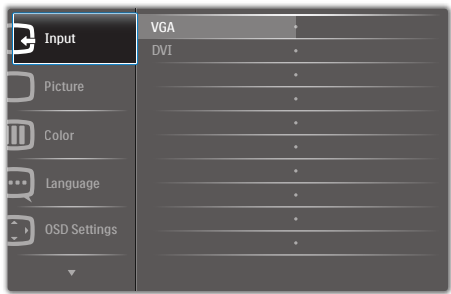 Input
VGA
DVI
Picture
Color
Language
OSD Settings